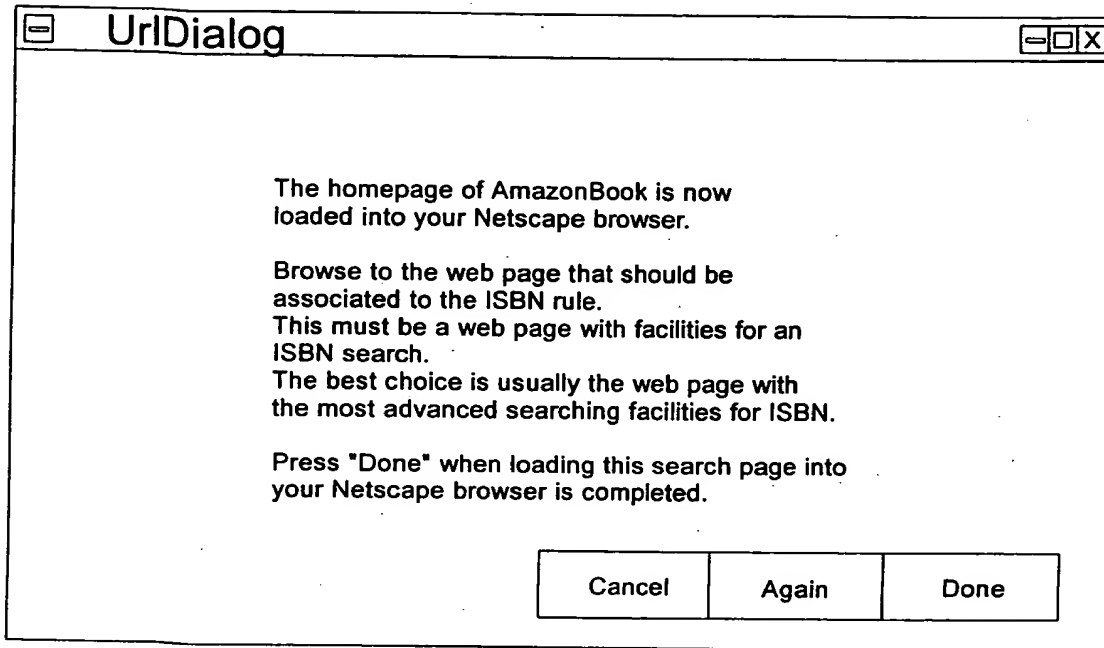 UrlDialog
X
The homepage of AmazonBook is now
loaded into your Netscape browser.
Browse to the web page that should be
associated to the ISBN rule.
This must be a web page with facilities for an
ISBN search.
The best choice is usually the web page with
the most advanced searching facilities for ISBN.
Press "Done" when loading this search page into
your Netscape browser is completed.
Cancel Again Done